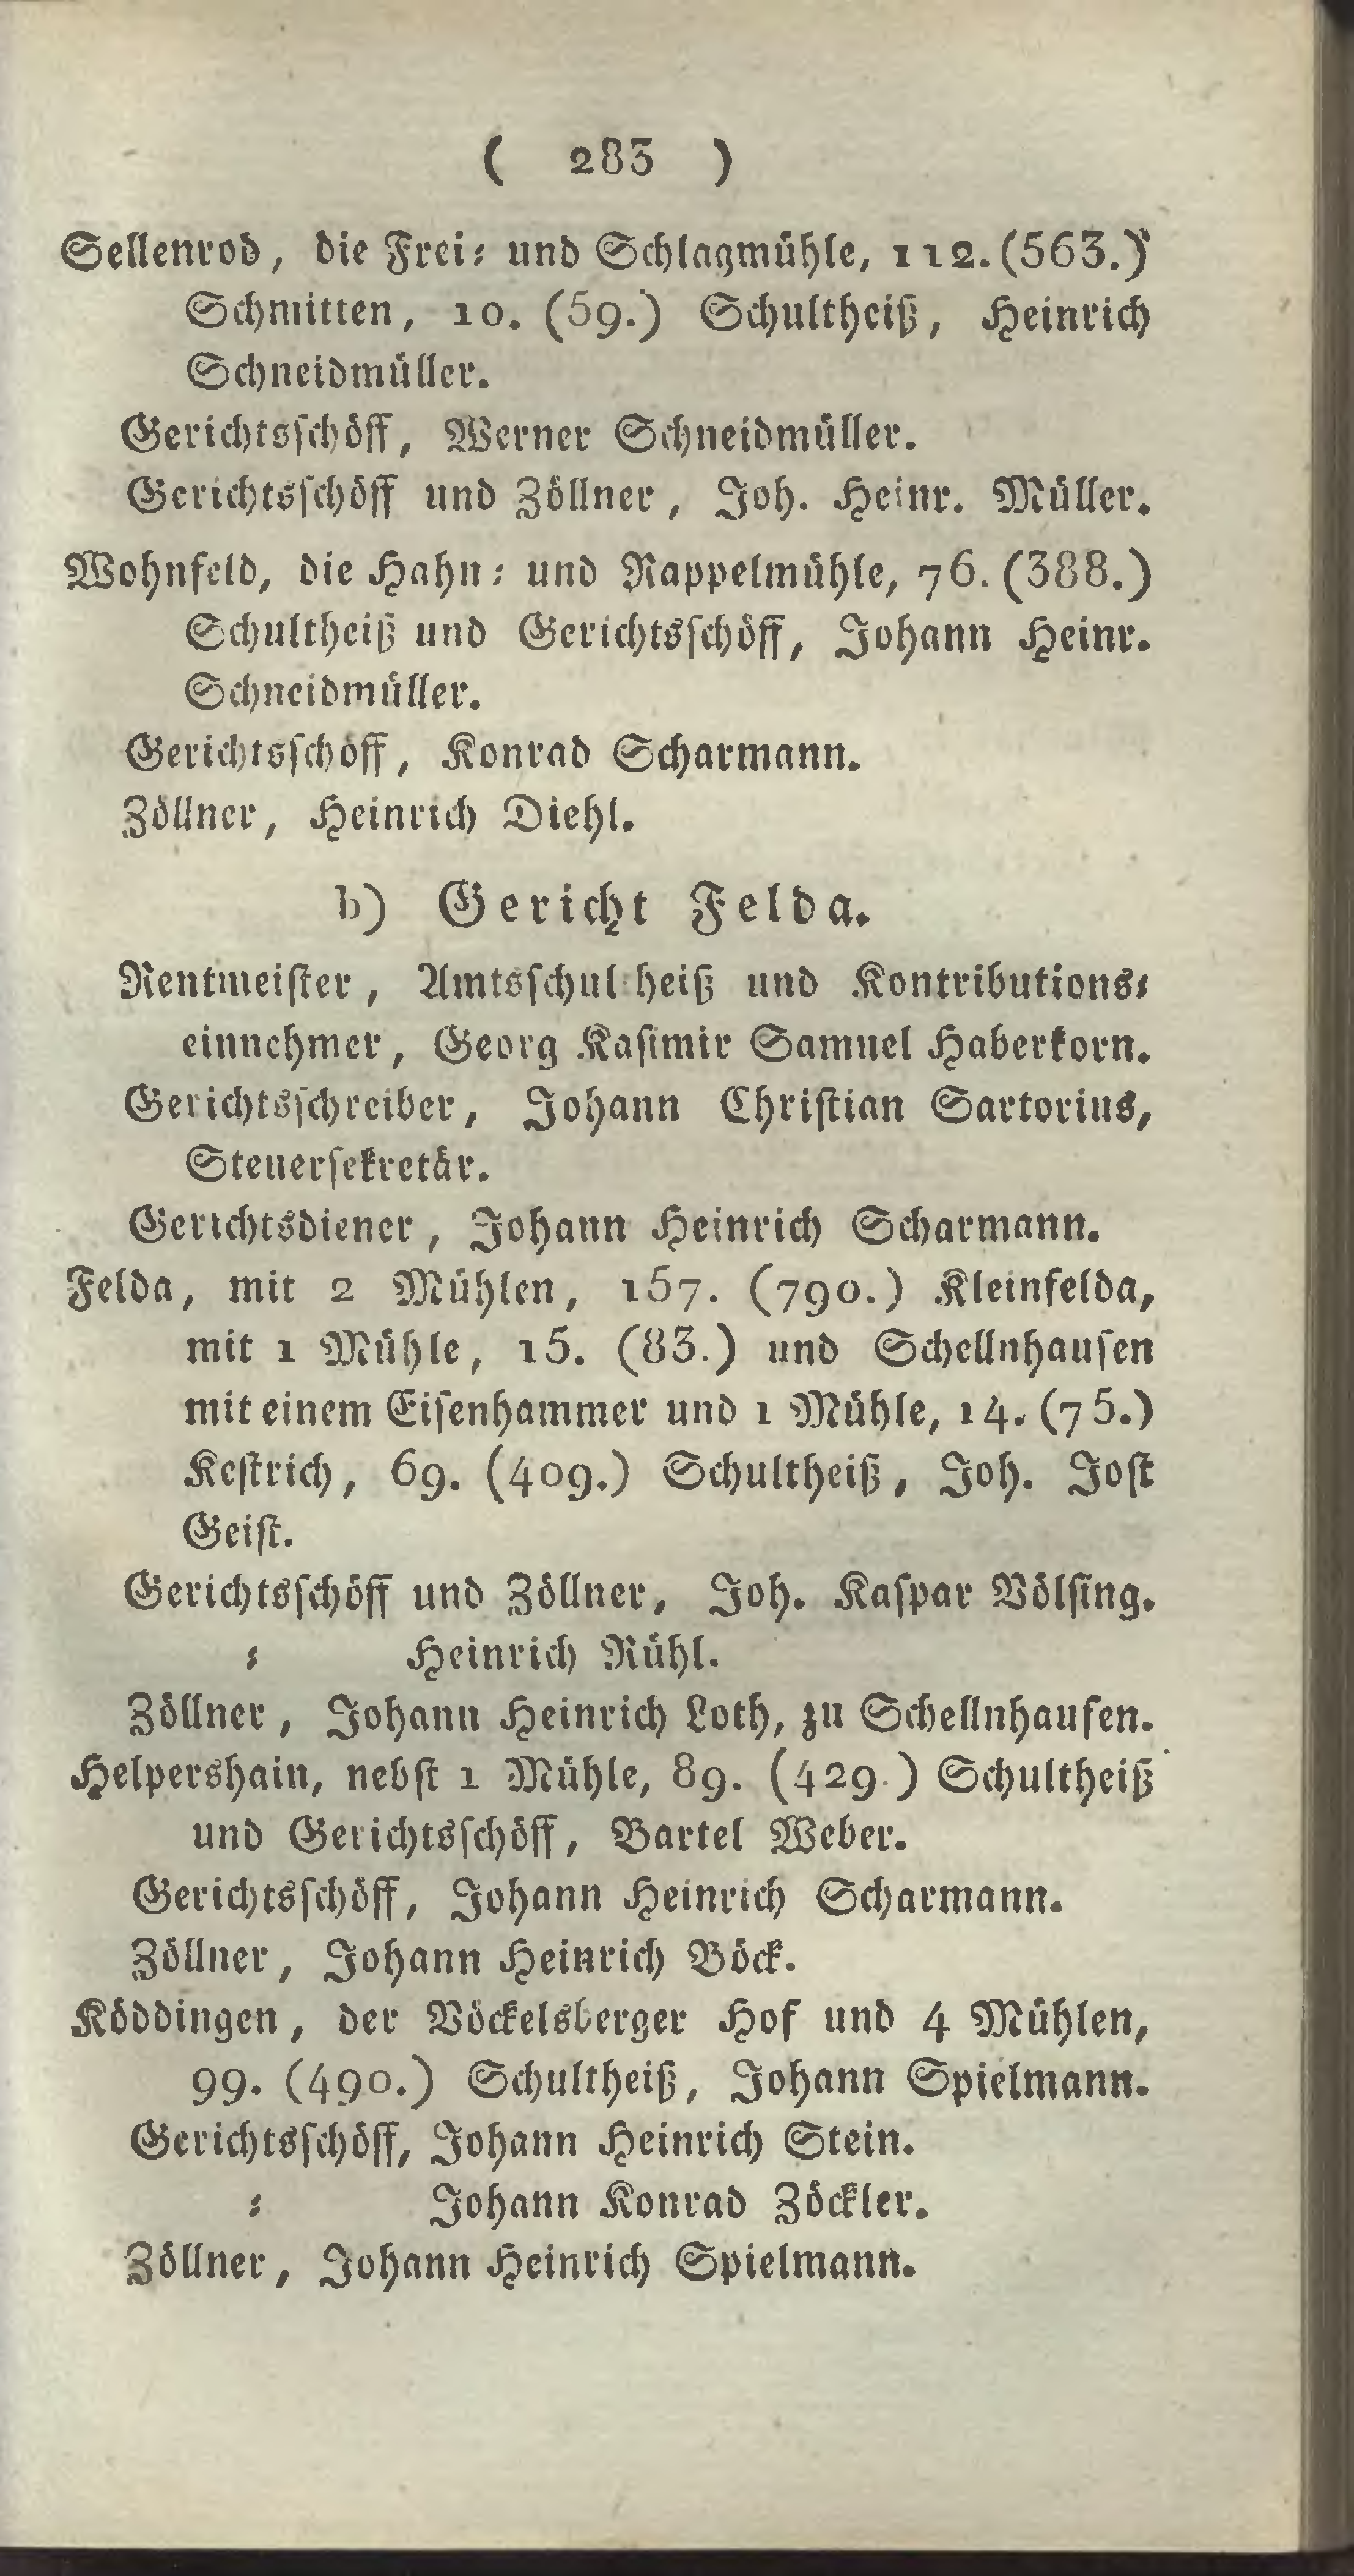 ( 283 )
Sellenrod, die Frei⸗ und Schlagmühle, 112. (563.)
Schmitten, 10. (59.) Schultheiß, Heinrich
Schneidmüller.
Gerichtsschöff, Werner Schneidmüller.
Gerichtsschöff und Zöllner, Joh. Heinr. Müller.
Wohnfeld, die Hahn⸗ und Rappelmühle, 76. (388.)
Schultheiß und Gerichtsschöff, Johann Heinr.
Schneidmüller.
Gerichtsschöff, Konrad Scharmann.
Zöllner, Heinrich Diehl.
b) Gericht Felda.
Rentmeister, Amtsschul heiß und Kontributions⸗
einnehmer, Georg Kasimir Samuel Haberkorn.
Gerichtsschreiber, Johann Christian Sartorius,
Steuersekretär.
Gerichtsdiener, Johann Heinrich Scharmann.
Felda, mit 2 Mühlen, 157. (790.) Kleinfelda,
mit 1 Mühle, 15. (83.) und Schellnhausen
mit einem Eisenhammer und 1 Mühle, 14. (75.)
Kestrich, 69. (409.) Schultheiß, Joh. Jost
Geist.
Gerichtsschöff und Zöllner, Joh. Kaspar Völsing.
⸗ Heinrich Rühl.
Zöllner, Johann Heinrich Loth, zu Schellnhausen.
Helpershain, nebst 1 Mühle, 89. (429.) Schultheiß
und Gerichtsschöff, Bartel Weber.
Gerichtsschöff, Johann Heinrich Scharmann.
Zöllner, Johann Heinrich Böck.
Köddingen, der Vöckelsberger Hof und 4 Mühlen,
99. (490.) Schultheiß, Johann Spielmann.
Gerichtsschöff, Johann Heinrich Stein.
⸗ Johann Konrad Zöckler.
Zöllner, Johann Heinrich Spielmann.